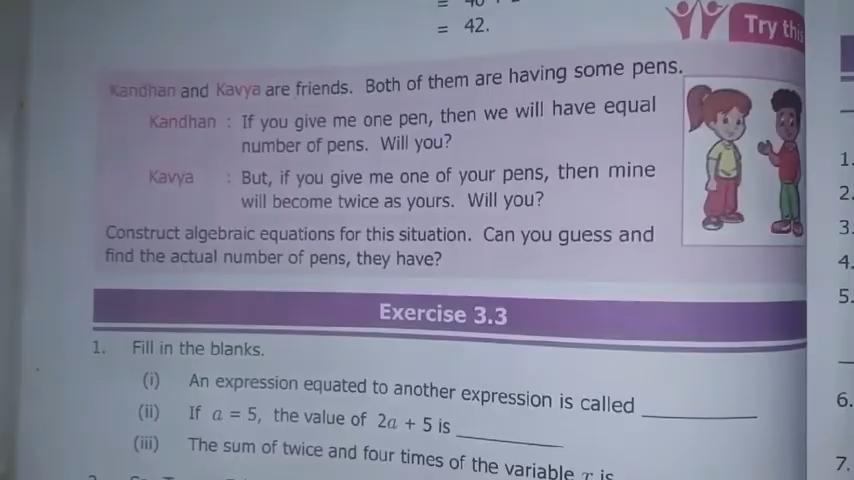 = 42.
Try this
Kandhan and Kavya are friends. Both of them are having some pens.
Kandhan : If you give me one pen, then we will have equal
number of pens. Will you?
Kavya : But, if you give me one of your pens, then mine
will become twice as yours. Will you?
Construct algebraic equations for this situation. Can you guess and
find the actual number of pens, they have?
Exercise 3.3
1. Fill in the blanks.
(i) An expression equated to another expression is called ________
(ii) If a = 5, the value of 2a + 5 is ________
(iii) The sum of twice and four times of the variable x is
1.
2.
3.
4.
5.
6.
7.